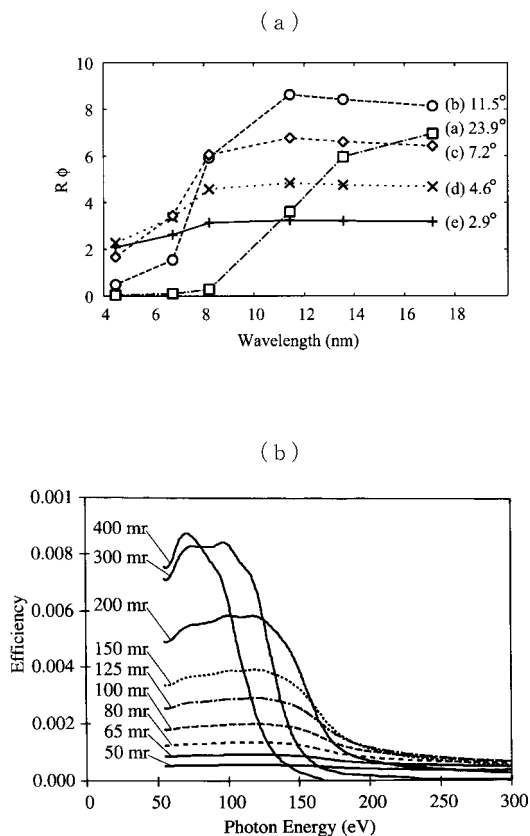 (a)
10
8
6
4
2
0
R ϕ
(b) 11.5°
(a) 23.9°
(c) 7.2°
(d) 4.6°
(e) 2.9°
4 6 8 10 12 14 16 18
Wavelength (nm)
(b)
0.001
0.008
0.006
0.004
0.002
0.000
Efficiency
400 mr
300 mr
200 mr
150 mr
125 mr
100 mr
80 mr
65 mr
50 mr
0 50 100 150 200 250 300
Photon Energy (eV)